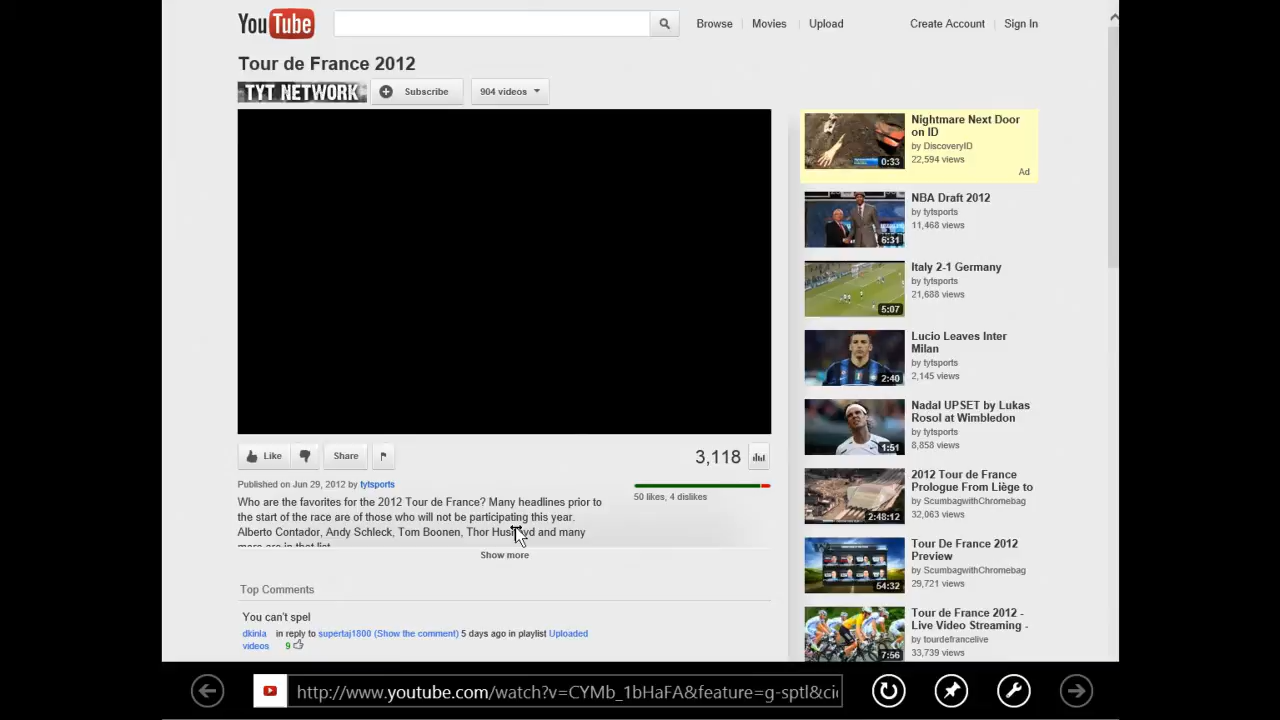 YouTube
Browse
Movies
Upload
Create Account
Sign In
Tour de France 2012
TYT NETWORK
Subscribe
904 videos
Like
Share
3,118
Published on Jun 29, 2012 by tytsports
50 likes, 4 dislikes
Who are the favorites for the 2012 Tour de France? Many headlines prior to
the start of the race are of those who will not be participating this year.
Alberto Contador, Andy Schleck, Tom Boonen, Thor Hushovd and many
more are in that list
Show more
Top Comments
You can't spel
dkinla in reply to supertaj1800 (Show the comment) 5 days ago in playlist Uploaded
videos 9
Nightmare Next Door
on ID
by DiscoveryID
22,594 views
Ad
0:33
NBA Draft 2012
by tytsports
11,468 views
6:31
Italy 2-1 Germany
by tytsports
21,688 views
5:07
Lucio Leaves Inter
Milan
by tytsports
2,145 views
2:40
Nadal UPSET by Lukas
Rosol at Wimbledon
by tytsports
8,858 views
1:51
2012 Tour de France
Prologue From Liège to
by ScumbagwithChromebag
32,063 views
2:48:12
Tour De France 2012
Preview
by ScumbagwithChromebag
29,721 views
54:32
Tour de France 2012 -
Live Video Streaming -
by tourdefrancelive
33,739 views
7:56
http://www.youtube.com/watch?v=CYMb_1bHaFA&feature=g-sptl&ci